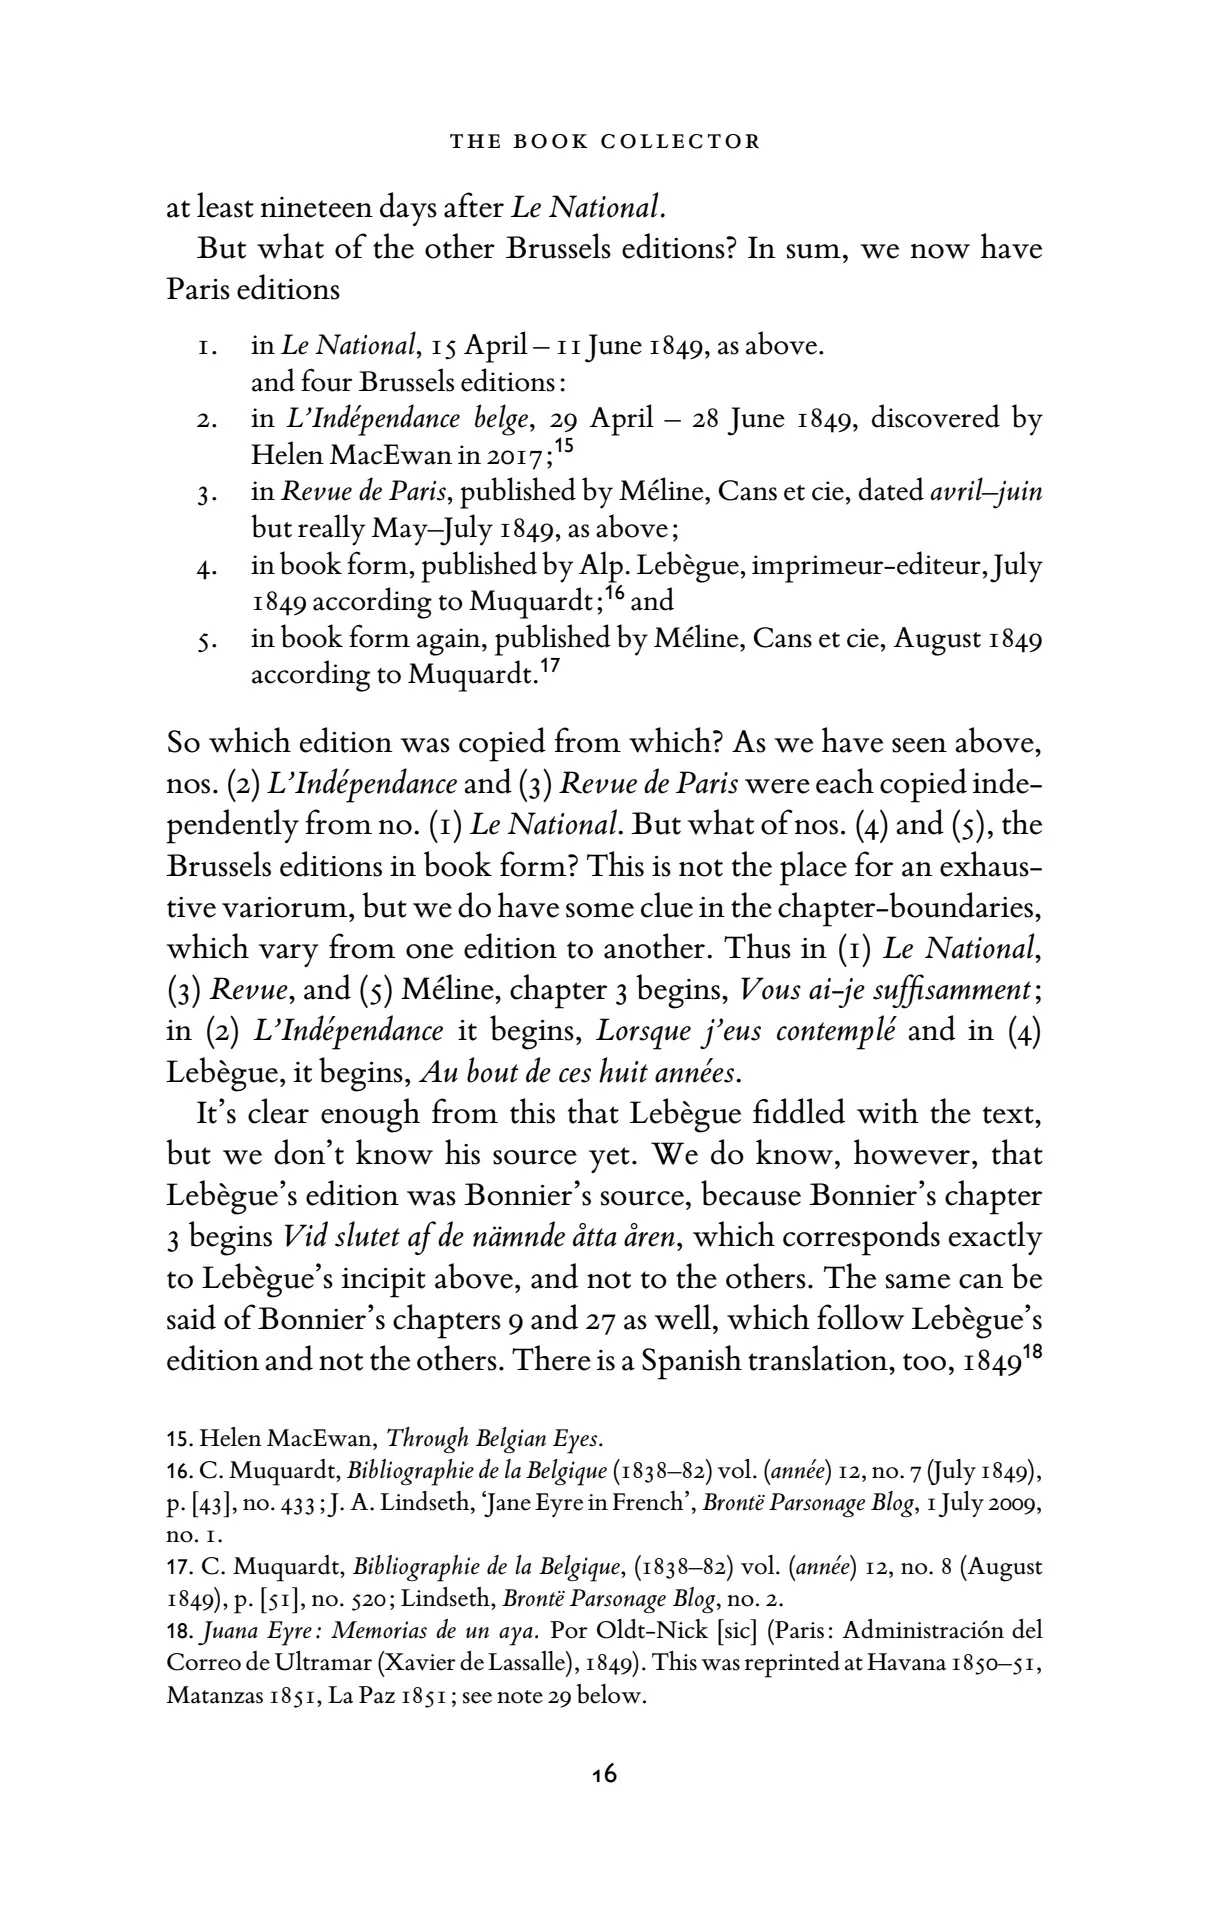 THE BOOK COLLECTOR
at least nineteen days after Le National.
But what of the other Brussels editions? In sum, we now have
Paris editions
1. in Le National, 15 April – 11 June 1849, as above.
and four Brussels editions:
2. in L’Indépendance belge, 29 April – 28 June 1849, discovered by
Helen MacEwan in 2017;15
3. in Revue de Paris, published by Méline, Cans et cie, dated avril–juin
but really May–July 1849, as above;
4. in book form, published by Alp. Lebègue, imprimeur-editeur, July
1849 according to Muquardt;16 and
5. in book form again, published by Méline, Cans et cie, August 1849
according to Muquardt.17
So which edition was copied from which? As we have seen above,
nos. (2) L’Indépendance and (3) Revue de Paris were each copied inde-
pendently from no. (1) Le National. But what of nos. (4) and (5), the
Brussels editions in book form? This is not the place for an exhaus-
tive variorum, but we do have some clue in the chapter-boundaries,
which vary from one edition to another. Thus in (1) Le National,
(3) Revue, and (5) Méline, chapter 3 begins, Vous ai-je suffisamment;
in (2) L’Indépendance it begins, Lorsque j’eus contemplé and in (4)
Lebègue, it begins, Au bout de ces huit années.
It’s clear enough from this that Lebègue fiddled with the text,
but we don’t know his source yet. We do know, however, that
Lebègue’s edition was Bonnier’s source, because Bonnier’s chapter
3 begins Vid slutet af de nämnde åtta åren, which corresponds exactly
to Lebègue’s incipit above, and not to the others. The same can be
said of Bonnier’s chapters 9 and 27 as well, which follow Lebègue’s
edition and not the others. There is a Spanish translation, too, 184918
15. Helen MacEwan, Through Belgian Eyes.
16. C. Muquardt, Bibliographie de la Belgique (1838–82) vol. (année) 12, no. 7 (July 1849),
p. [43], no. 433; J. A. Lindseth, ‘Jane Eyre in French’, Brontë Parsonage Blog, 1 July 2009,
no. 1.
17. C. Muquardt, Bibliographie de la Belgique, (1838–82) vol. (année) 12, no. 8 (August
1849), p. [51], no. 520; Lindseth, Brontë Parsonage Blog, no. 2.
18. Juana Eyre: Memorias de un aya. Por Oldt-Nick [sic] (Paris: Administración del
Correo de Ultramar (Xavier de Lassalle), 1849). This was reprinted at Havana 1850–51,
Matanzas 1851, La Paz 1851; see note 29 below.
16